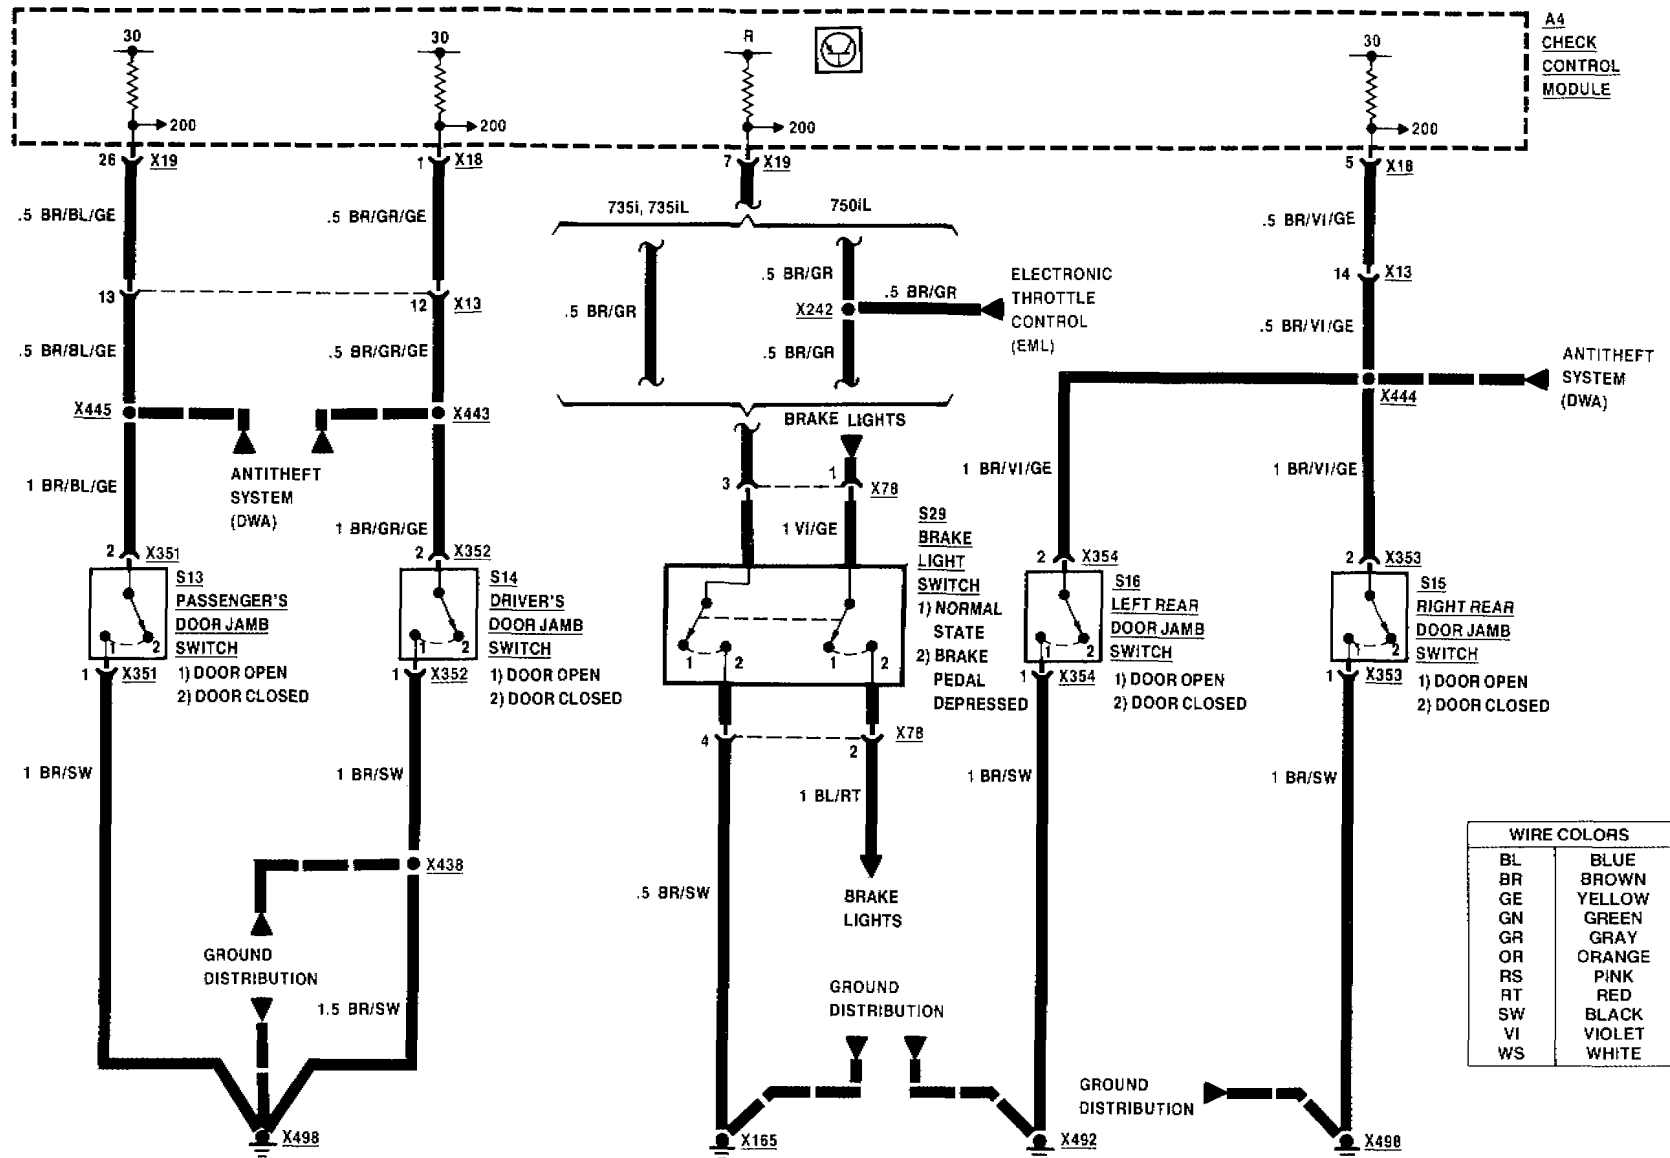 A4
CHECK
CONTROL
MODULE
30
30
R
30
200
200
200
200
26 X19
1 X18
7 X19
5 X18
.5 BR/BL/GE
.5 BR/GR/GE
735i, 735iL
750iL
.5 BR/VI/GE
.5 BR/GR
.5 BR/GR
.5 BR/GR
X242
.5 BR/GR
ELECTRONIC
THROTTLE
CONTROL
(EML)
13
12 X13
14 X13
.5 BR/BL/GE
.5 BR/GR/GE
.5 BR/VI/GE
ANTITHEFT
SYSTEM
(DWA)
X445
X443
X444
BRAKE LIGHTS
ANTITHEFT
SYSTEM
(DWA)
1 BR/BL/GE
1 BR/GR/GE
3
1
X78
1 VI/GE
1 BR/VI/GE
1 BR/VI/GE
2 X351
2 X352
2 X354
2 X353
S13
PASSENGER'S
DOOR JAMB
SWITCH
1) DOOR OPEN
2) DOOR CLOSED
1 2
1 X351
S14
DRIVER'S
DOOR JAMB
SWITCH
1) DOOR OPEN
2) DOOR CLOSED
1 2
1 X352
S29
BRAKE
LIGHT
SWITCH
1) NORMAL
STATE
2) BRAKE
PEDAL
DEPRESSED
1 2
1 2
S16
LEFT REAR
DOOR JAMB
SWITCH
1) DOOR OPEN
2) DOOR CLOSED
1 2
1 X354
S15
RIGHT REAR
DOOR JAMB
SWITCH
1) DOOR OPEN
2) DOOR CLOSED
1 2
1 X353
4
2
X78
1 BR/SW
1 BR/SW
1 BL/RT
1 BR/SW
1 BR/SW
X438
.5 BR/SW
BRAKE
LIGHTS
GROUND
DISTRIBUTION
1.5 BR/SW
GROUND
DISTRIBUTION
GROUND
DISTRIBUTION
X498
X165
X492
X498
WIRE COLORS
BL BLUE
BR BROWN
GE YELLOW
GN GREEN
GR GRAY
OR ORANGE
RS PINK
RT RED
SW BLACK
VI VIOLET
WS WHITE